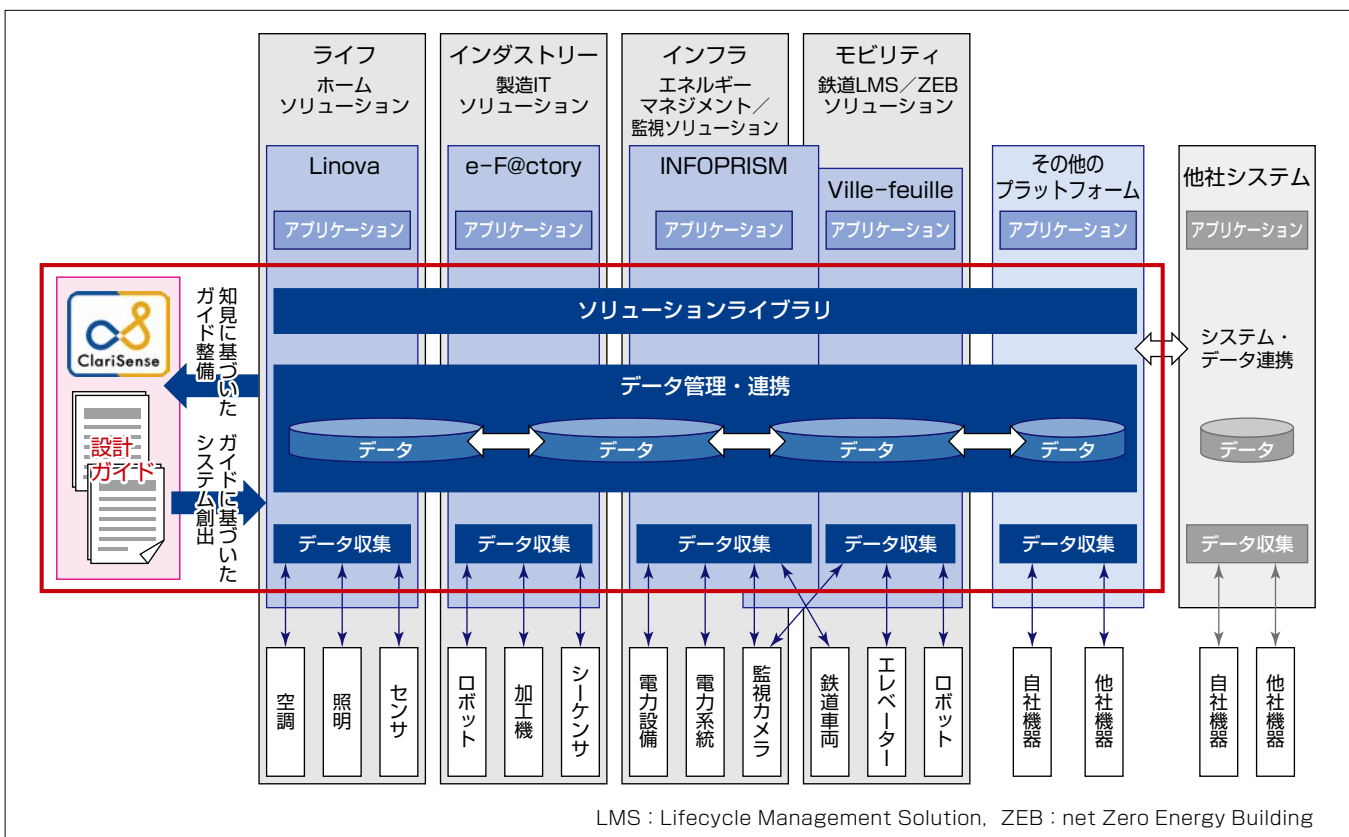 ライフ
ホーム
ソリューション
インダストリー
製造IT
ソリューション
インフラ
エネルギー
マネジメント／
監視ソリューション
モビリティ
鉄道LMS／ZEB
ソリューション
Linova
e-F@ctory
INFOPRISM
Ville-feuille
その他の
プラットフォーム
他社システム
アプリケーション
アプリケーション
アプリケーション
アプリケーション
アプリケーション
アプリケーション
ClariSense
設計
ガイド
知見に基づいた
ガイド整備
ガイドに基づいた
システム創出
ソリューションライブラリ
データ管理・連携
データ
データ
データ
データ
システム・
データ連携
データ
データ収集
データ収集
データ収集
データ収集
データ収集
データ収集
空調
照明
センサ
ロボット
加工機
シーケンサ
電力設備
電力系統
監視カメラ
鉄道車両
エレベーター
ロボット
自社機器
他社機器
自社機器
他社機器
LMS：Lifecycle Management Solution, ZEB：net Zero Energy Building